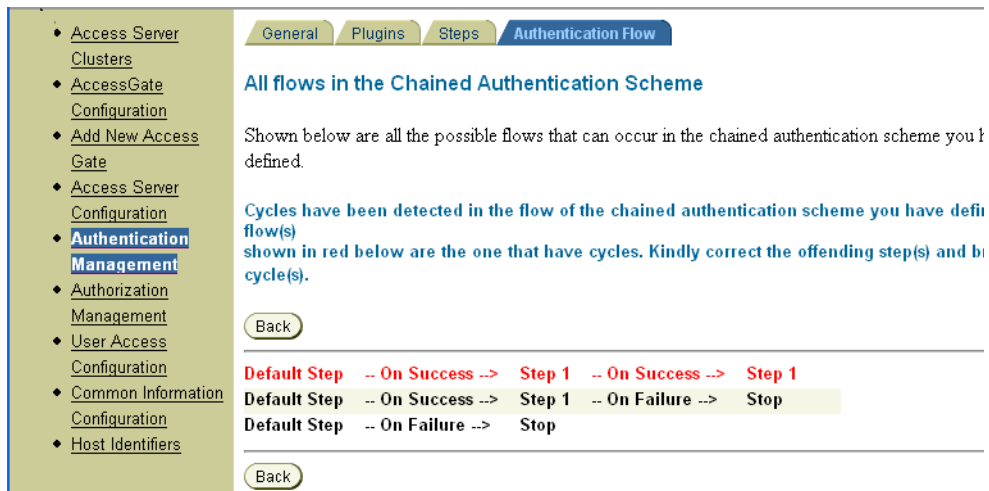 Access Server
Clusters
AccessGate
Configuration
Add New Access
Gate
Access Server
Configuration
Authentication
Management
Authorization
Management
User Access
Configuration
Common Information
Configuration
Host Identifiers
General Plugins Steps Authentication Flow
All flows in the Chained Authentication Scheme
Shown below are all the possible flows that can occur in the chained authentication scheme you
defined.
Cycles have been detected in the flow of the chained authentication scheme you have
flow(s)
shown in red below are the one that have cycles. Kindly correct the offending step(s) and
cycle(s).
Back
Default Step -- On Success --> Step 1 -- On Success --> Step 1
Default Step -- On Success --> Step 1 -- On Failure --> Stop
Default Step -- On Failure --> Stop
Back